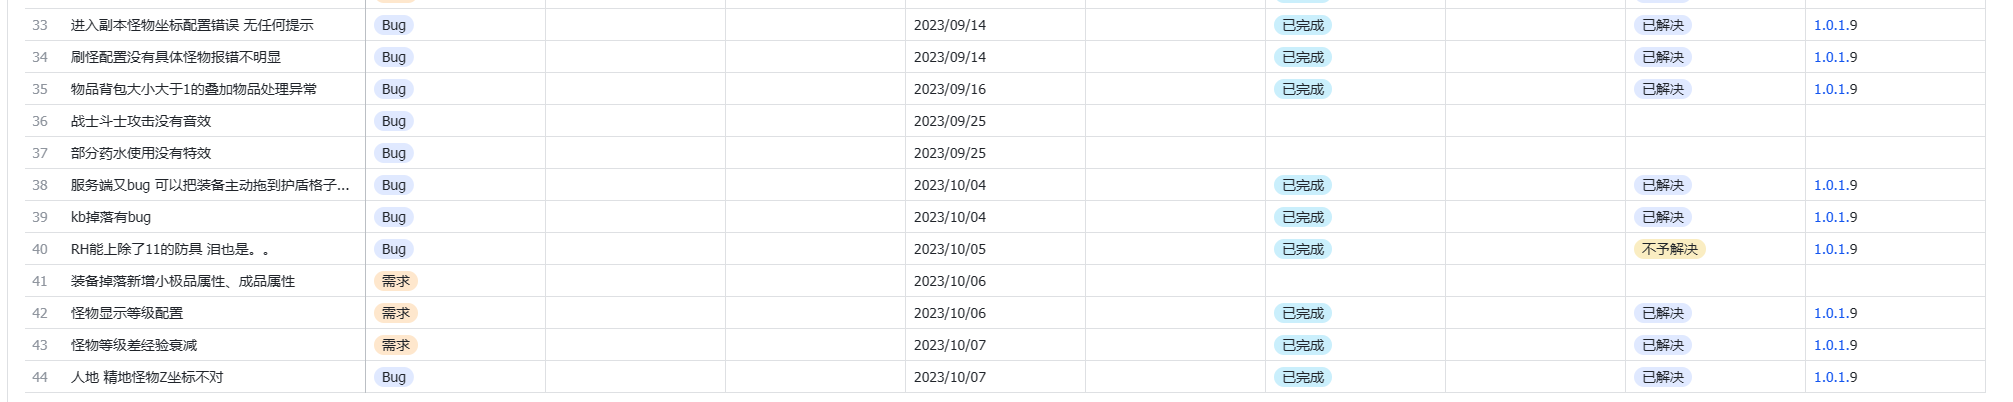 33 进入副本怪物坐标配置错误 无任何提示 Bug 2023/09/14 已完成 已解决 1.0.1.9
34 刷怪配置没有具体怪物报错不明显 Bug 2023/09/14 已完成 已解决 1.0.1.9
35 物品背包大小大于1的叠加物品处理异常 Bug 2023/09/16 已完成 已解决 1.0.1.9
36 战士斗士攻击没有音效 Bug 2023/09/25
37 部分药水使用没有特效 Bug 2023/09/25
38 服务端又bug 可以把装备主动拖到护盾格子... Bug 2023/10/04 已完成 已解决 1.0.1.9
39 kb掉落有bug Bug 2023/10/04 已完成 已解决 1.0.1.9
40 RH能上除了11的防具 泪也是。。 Bug 2023/10/05 已完成 不予解决 1.0.1.9
41 装备掉落新增小极品属性、成品属性 需求 2023/10/06
42 怪物显示等级配置 需求 2023/10/06 已完成 已解决 1.0.1.9
43 怪物等级差经验衰减 需求 2023/10/07 已完成 已解决 1.0.1.9
44 人地 精地怪物Z坐标不对 Bug 2023/10/07 已完成 已解决 1.0.1.9